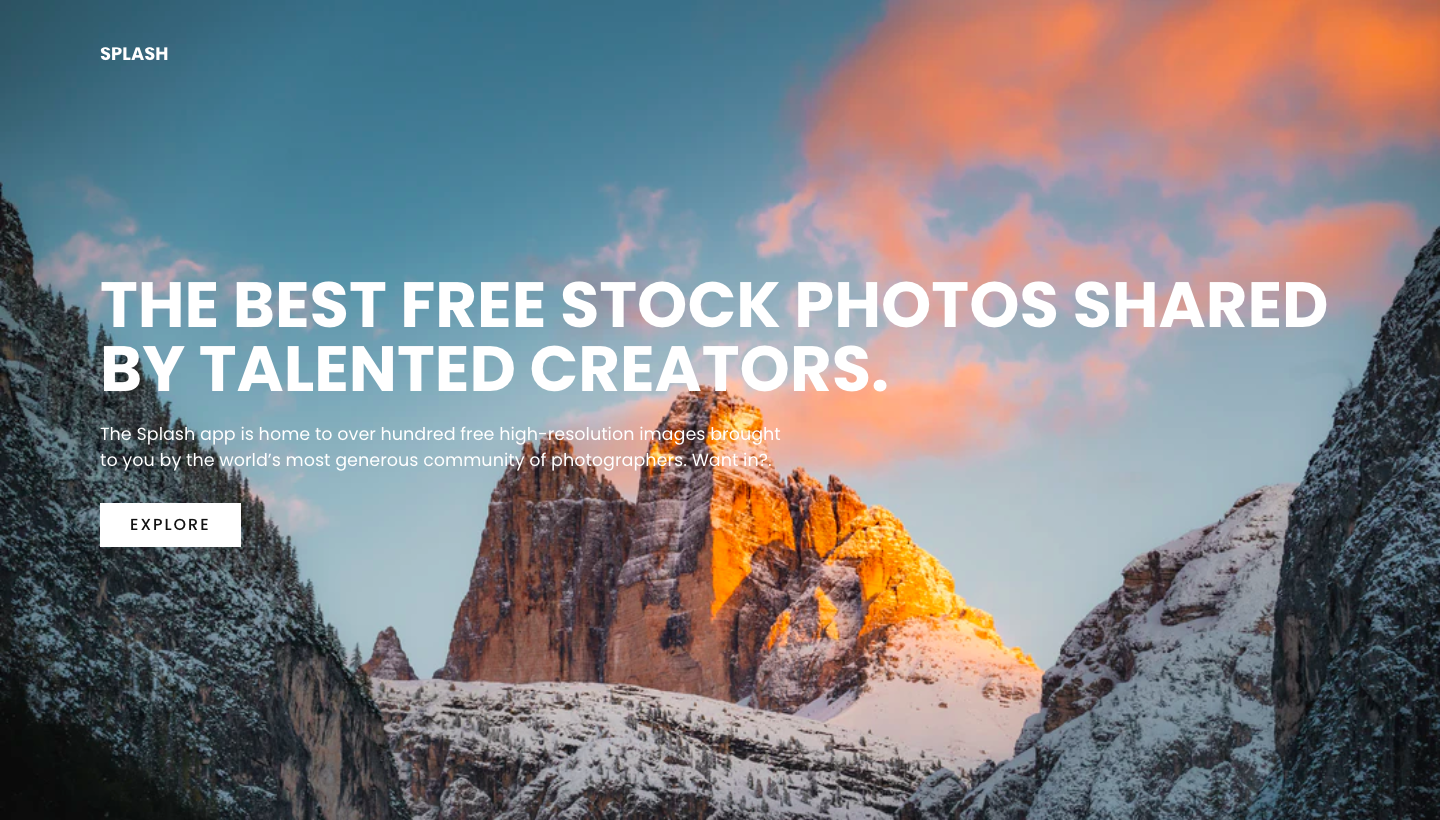 SPLASH
THE BEST FREE STOCK PHOTOS SHARED
BY TALENTED CREATORS.
The Splash app is home to over hundred free high-resolution images brought
to you by the world’s most generous community of photographers. Want in?.
EXPLORE